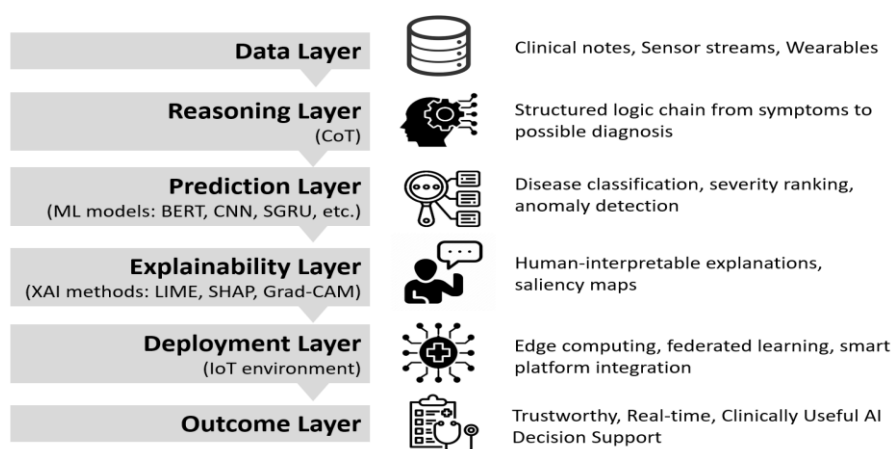 Data Layer
Clinical notes, Sensor streams, Wearables
Reasoning Layer
(CoT)
Structured logic chain from symptoms to
possible diagnosis
Prediction Layer
(ML models: BERT, CNN, SGRU, etc.)
Disease classification, severity ranking,
anomaly detection
Explainability Layer
(XAI methods: LIME, SHAP, Grad-CAM)
Human-interpretable explanations,
saliency maps
Deployment Layer
(IoT environment)
Edge computing, federated learning, smart
platform integration
Outcome Layer
Trustworthy, Real-time, Clinically Useful AI
Decision Support